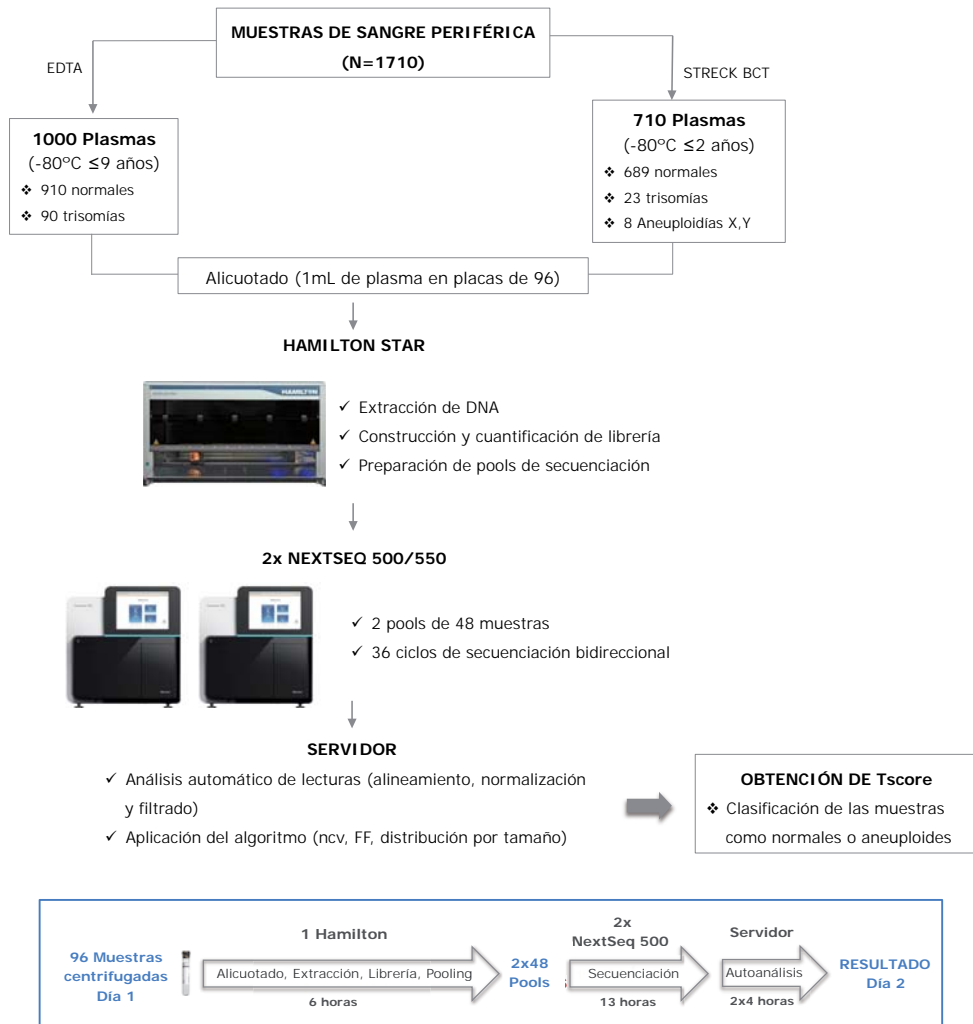 MUESTRAS DE SANGRE PERIFÉRICA
(N=1710)
EDTA
STRECK BCT
1000 Plasmas
(-80ºC ≤9 años)
❖ 910 normales
❖ 90 trisomías
710 Plasmas
(-80ºC ≤2 años)
❖ 689 normales
❖ 23 trisomías
❖ 8 Aneuploidías X,Y
Alicuotado (1mL de plasma en placas de 96)
HAMILTON STAR
HAMILTON
✓ Extracción de DNA
✓ Construcción y cuantificación de librería
✓ Preparación de pools de secuenciación
2x NEXTSEQ 500/550
✓ 2 pools de 48 muestras
✓ 36 ciclos de secuenciación bidireccional
SERVIDOR
✓ Análisis automático de lecturas (alineamiento, normalización
y filtrado)
✓ Aplicación del algoritmo (ncv, FF, distribución por tamaño)
OBTENCIÓN DE Tscore
❖ Clasificación de las muestras
como normales o aneuploides
96 Muestras
centrifugadas
Día 1
1 Hamilton
Alicuotado, Extracción, Librería, Pooling
6 horas
2x48
Pools
2x
NextSeq 500
Secuenciación
13 horas
Servidor
Autoanálisis
2x4 horas
RESULTADO
Día 2